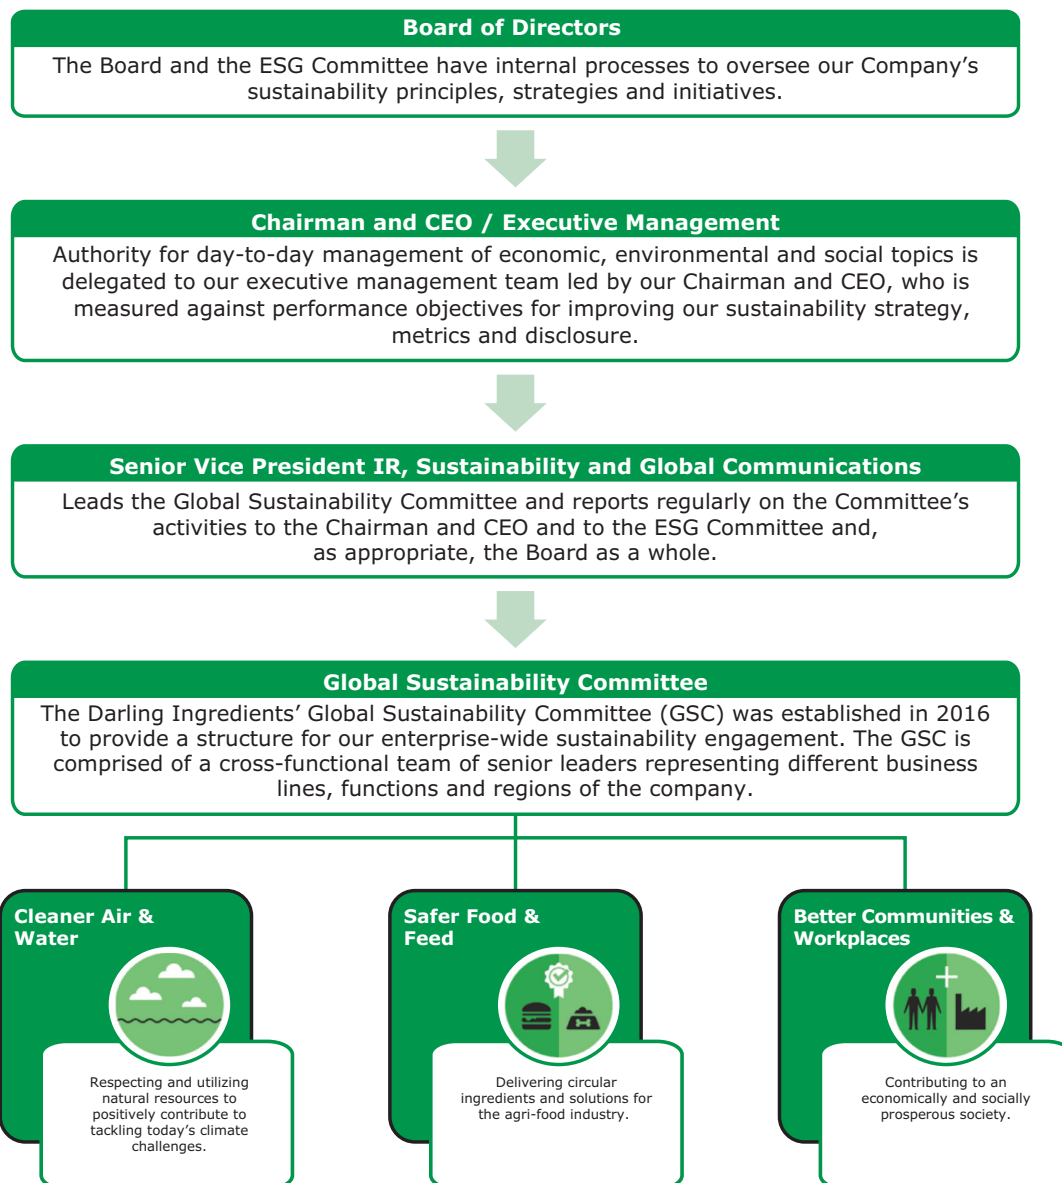 Board of Directors
The Board and the ESG Committee have internal processes to oversee our Company’s
sustainability principles, strategies and initiatives.
Chairman and CEO / Executive Management
Authority for day-to-day management of economic, environmental and social topics is
delegated to our executive management team led by our Chairman and CEO, who is
measured against performance objectives for improving our sustainability strategy,
metrics and disclosure.
Senior Vice President IR, Sustainability and Global Communications
Leads the Global Sustainability Committee and reports regularly on the Committee’s
activities to the Chairman and CEO and to the ESG Committee and,
as appropriate, the Board as a whole.
Global Sustainability Committee
The Darling Ingredients’ Global Sustainability Committee (GSC) was established in 2016
to provide a structure for our enterprise-wide sustainability engagement. The GSC is
comprised of a cross-functional team of senior leaders representing different business
lines, functions and regions of the company.
Cleaner Air &
Water
Respecting and utilizing
natural resources to
positively contribute to
tackling today’s climate
challenges.
Safer Food &
Feed
Delivering circular
ingredients and solutions for
the agri-food industry.
Better Communities &
Workplaces
Contributing to an
economically and socially
prosperous society.